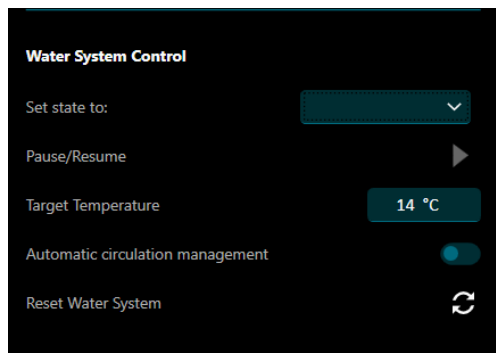 Water System Control
Set state to:
Pause/Resume
Target Temperature
14 °C
Automatic circulation management
Reset Water System